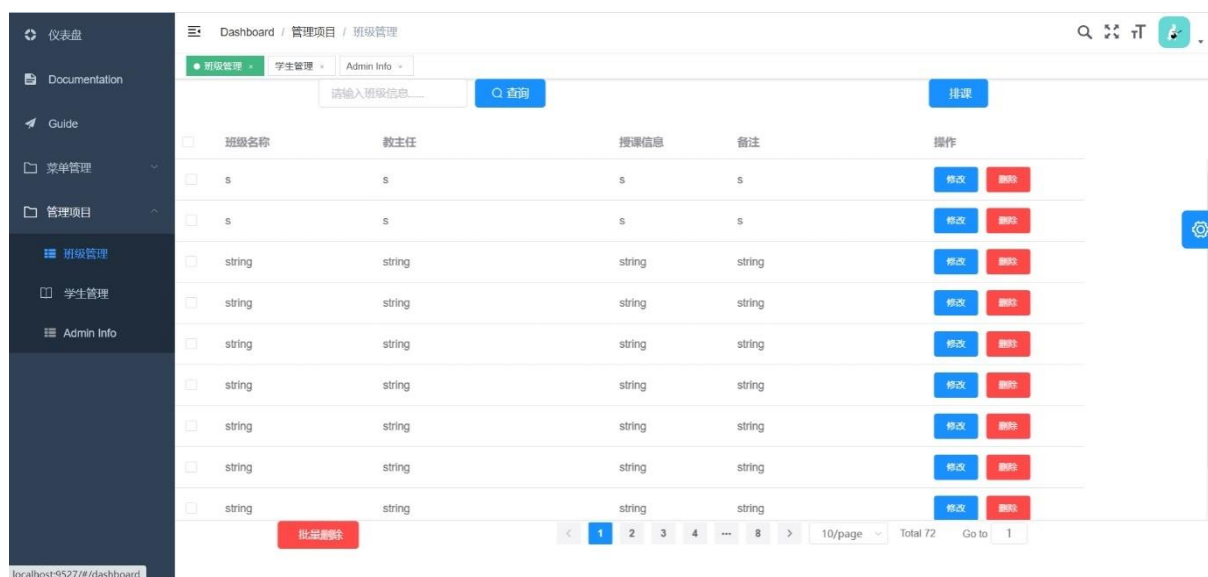 仪表盘
Documentation
Guide
菜单管理
管理项目
班级管理
学生管理
Admin Info
Dashboard / 管理项目 / 班级管理
班级管理 × 学生管理 × Admin Info ×
请输入班级信息...... 查询 排课
班级名称 教主任 授课信息 备注 操作
s s s s 修改 删除
s s s s 修改 删除
string string string string 修改 删除
string string string string 修改 删除
string string string string 修改 删除
string string string string 修改 删除
string string string string 修改 删除
string string string string 修改 删除
string string string string 修改 删除
批量删除 < 1 2 3 4 ··· 8 > 10/page Total 72 Go to 1
localhost:9527/#/dashboard